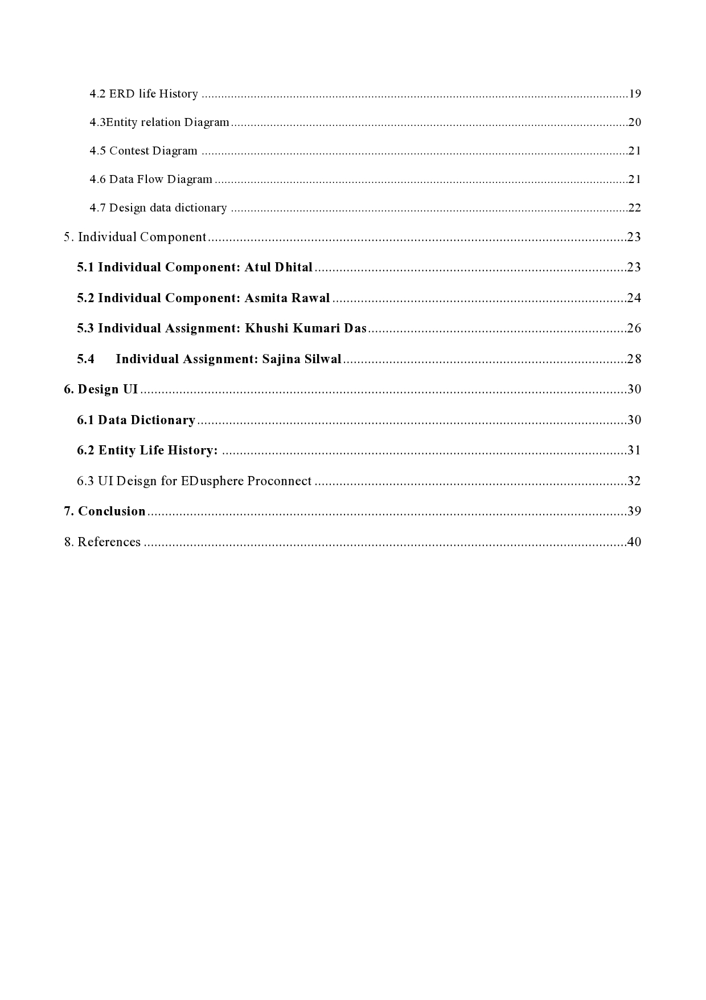 4.2 ERD life History ........................................................................................................19
4.3Entity relation Diagram........................................................................................................20
4.5 Contest Diagram ........................................................................................................21
4.6 Data Flow Diagram........................................................................................................21
4.7 Design data dictionary ........................................................................................................22
5. Individual Component........................................................................................................23
5.1 Individual Component: Atul Dhital........................................................................................................23
5.2 Individual Component: Asmita Rawal........................................................................................................24
5.3 Individual Assignment: Khushi Kumari Das........................................................................................................26
5.4 Individual Assignment: Sajina Silwal........................................................................................................28
6. Design UI........................................................................................................30
6.1 Data Dictionary........................................................................................................30
6.2 Entity Life History: ........................................................................................................31
6.3 UI Deisgn for EDusphere Proconnect ........................................................................................................32
7. Conclusion........................................................................................................39
8. References ........................................................................................................40